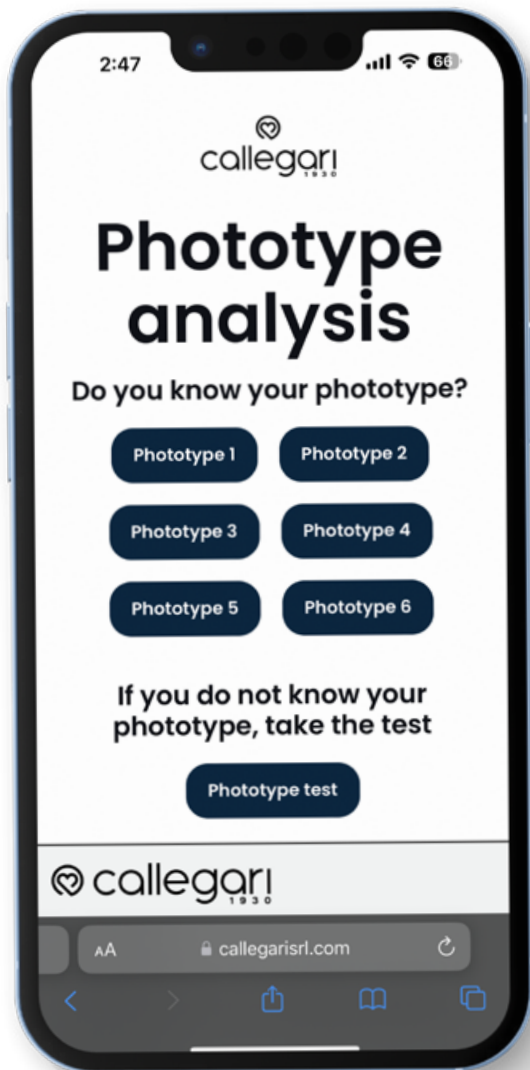 2:47
66
callegari
1930
Phototype
analysis
Do you know your phototype?
Phototype 1
Phototype 2
Phototype 3
Phototype 4
Phototype 5
Phototype 6
If you do not know your
phototype, take the test
Phototype test
callegari
1930
AA
callegarisrl.com